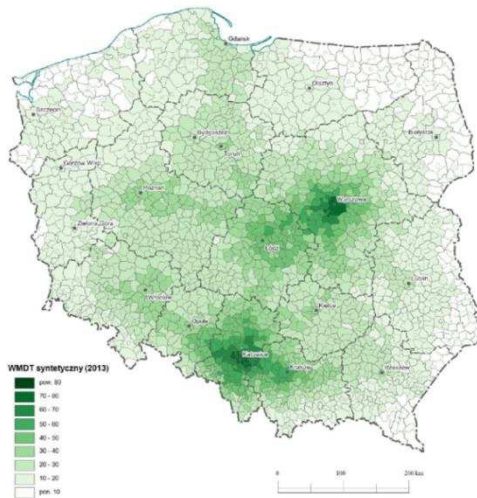 Gdańsk
Olsztyn
Szczecin
Białystok
Bydgoszcz
Toruń
Gorzów Wlkp.
Poznań
Warszawa
Zielona Góra
Łódź
Lublin
Wrocław
Kielce
Opole
Katowice
Kraków
Rzeszów
WMDT syntetyczny (2013)
pow. 80
70 - 80
60 - 70
50 - 60
40 - 50
30 - 40
20 - 30
10 - 20
pon. 10
0 100 200 km